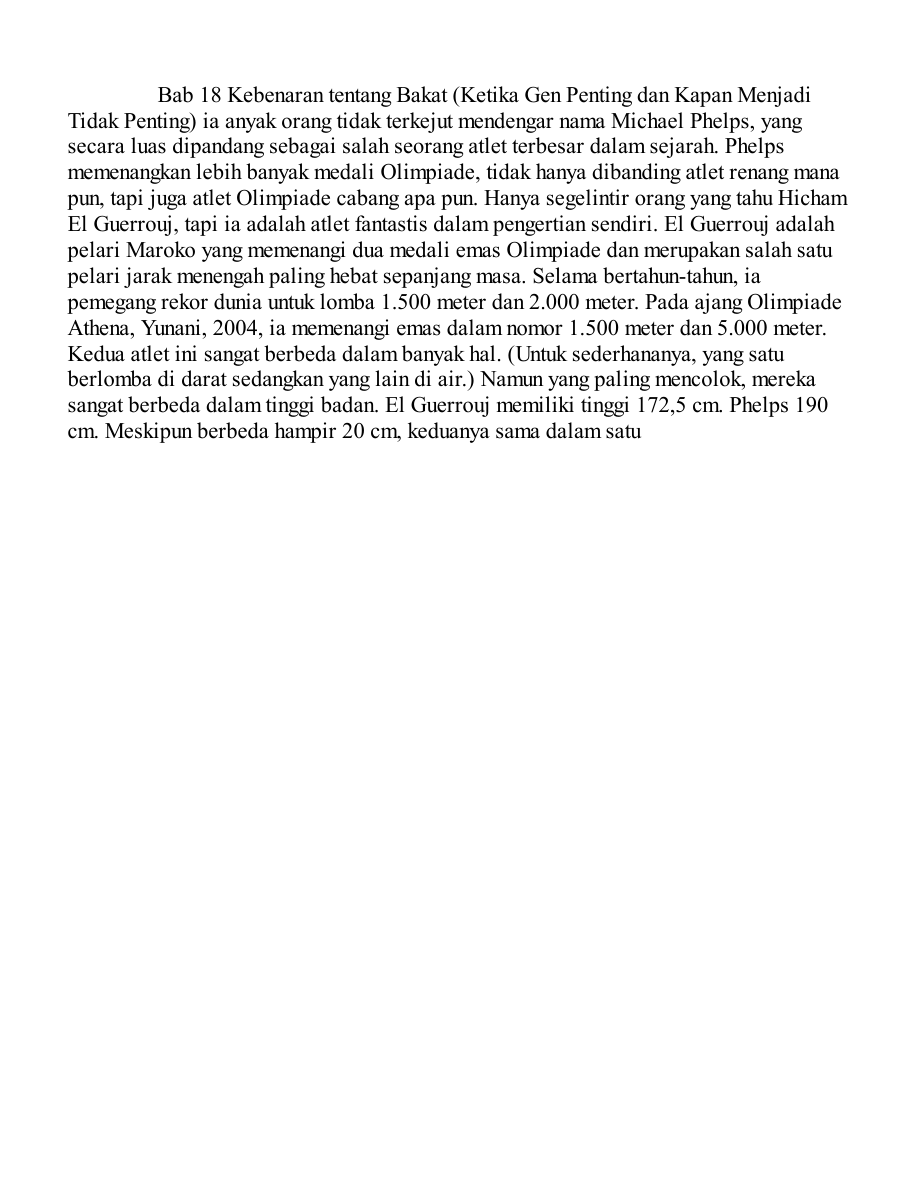 Bab 18 Kebenaran tentang Bakat (Ketika Gen Penting dan Kapan Menjadi
Tidak Penting) ia anyak orang tidak terkejut mendengar nama Michael Phelps, yang
secara luas dipandang sebagai salah seorang atlet terbesar dalam sejarah. Phelps
memenangkan lebih banyak medali Olimpiade, tidak hanya dibanding atlet renang mana
pun, tapi juga atlet Olimpiade cabang apa pun. Hanya segelintir orang yang tahu Hicham
El Guerrouj, tapi ia adalah atlet fantastis dalam pengertian sendiri. El Guerrouj adalah
pelari Maroko yang memenangi dua medali emas Olimpiade dan merupakan salah satu
pelari jarak menengah paling hebat sepanjang masa. Selama bertahun-tahun, ia
pemegang rekor dunia untuk lomba 1.500 meter dan 2.000 meter. Pada ajang Olimpiade
Athena, Yunani, 2004, ia memenangi emas dalam nomor 1.500 meter dan 5.000 meter.
Kedua atlet ini sangat berbeda dalam banyak hal. (Untuk sederhananya, yang satu
berlomba di darat sedangkan yang lain di air.) Namun yang paling mencolok, mereka
sangat berbeda dalam tinggi badan. El Guerrouj memiliki tinggi 172,5 cm. Phelps 190
cm. Meskipun berbeda hampir 20 cm, keduanya sama dalam satu